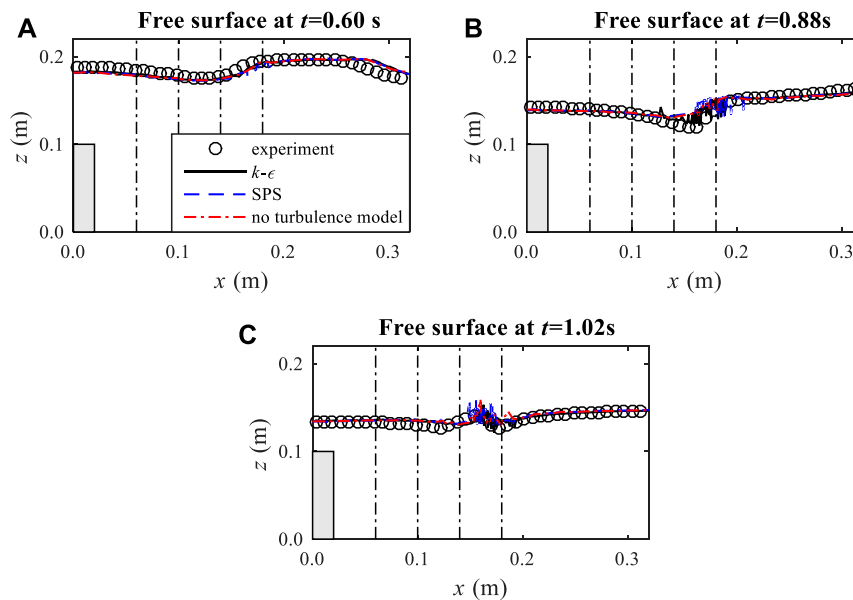 A
Free surface at t=0.60 s
z (m)
0.2
0.1
0.0
experiment
k-ϵ
SPS
no turbulence model
0.0 0.1 0.2 0.3
x (m)
B
Free surface at t=0.88s
z (m)
0.2
0.1
0.0
0.0 0.1 0.2 0.3
x (m)
C
Free surface at t=1.02s
z (m)
0.2
0.1
0.0
0.0 0.1 0.2 0.3
x (m)